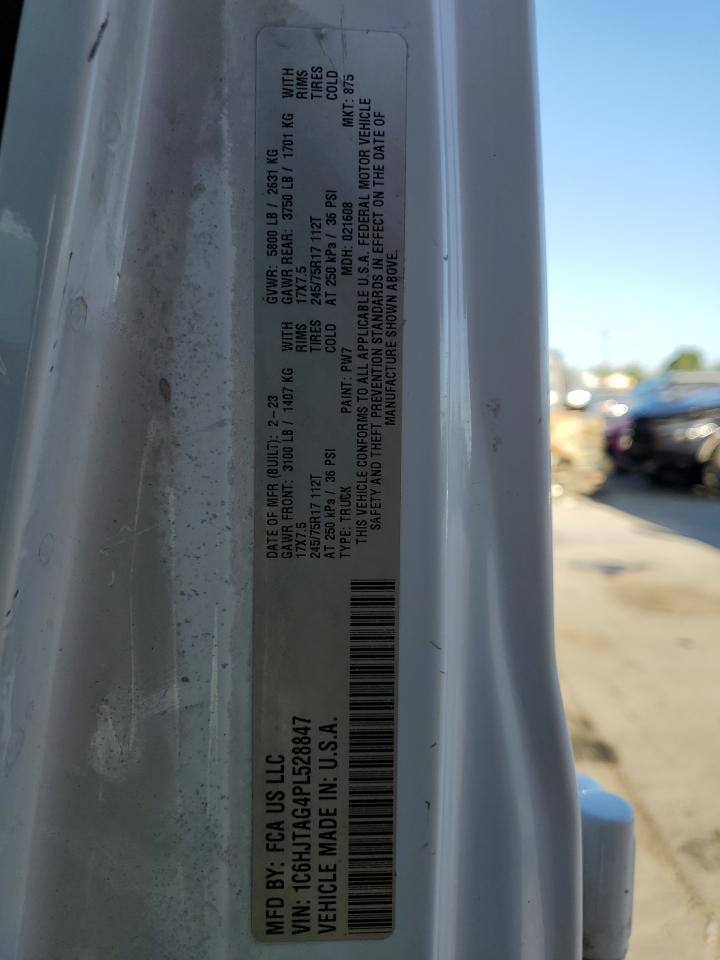 MFD BY: FCA US LLC
VIN: 1C6HJTAG4PL528847
VEHICLE MADE IN: U.S.A.
DATE OF MFR (BUILT): 2-23 GVWR: 5800 LB / 2631 KG
GAWR FRONT: 3100 LB / 1407 KG WITH GAWR REAR: 3750 LB / 1701 KG WITH
17X7.5 RIMS 17X7.5 RIMS
245/75R17 112T TIRES 245/75R17 112T TIRES
AT 250 kPa / 36 PSI COLD AT 250 kPa / 36 PSI COLD
TYPE: TRUCK PAINT: PW7 MDH: 021608 MKT: 875
THIS VEHICLE CONFORMS TO ALL APPLICABLE U.S.A. FEDERAL MOTOR VEHICLE
SAFETY AND THEFT PREVENTION STANDARDS IN EFFECT ON THE DATE OF
MANUFACTURE SHOWN ABOVE.